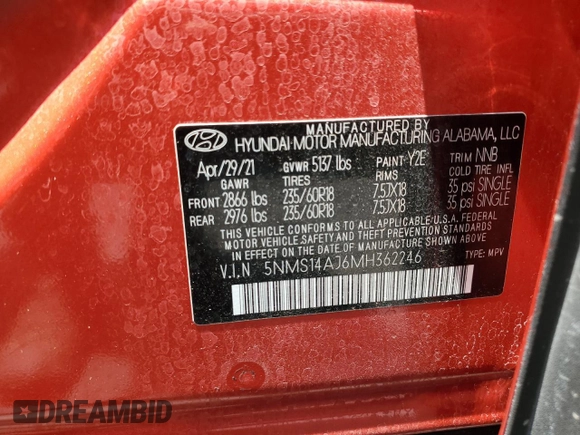 MANUFACTURED BY
HYUNDAI MOTOR MANUFACTURING ALABAMA, LLC
Apr/29/21 GVWR 5137 lbs PAINT Y2E TRIM NNB
GAWR TIRES RIMS COLD TIRE INFL
FRONT 2866 lbs 235/60R18 7.5JX18 35 psi SINGLE
REAR 2976 lbs 235/60R18 7.5JX18 35 psi SINGLE
THIS VEHICLE CONFORMS TO ALL APPLICABLE U.S.A. FEDERAL
MOTOR VEHICLE SAFETY, BUMPER, AND THEFT PREVENTION
STANDARDS IN EFFECT ON THE DATE OF MANUFACTURE SHOWN ABOVE.
V.I.N 5NMS14AJ6MH362246 TYPE: MPV
DREAMBID